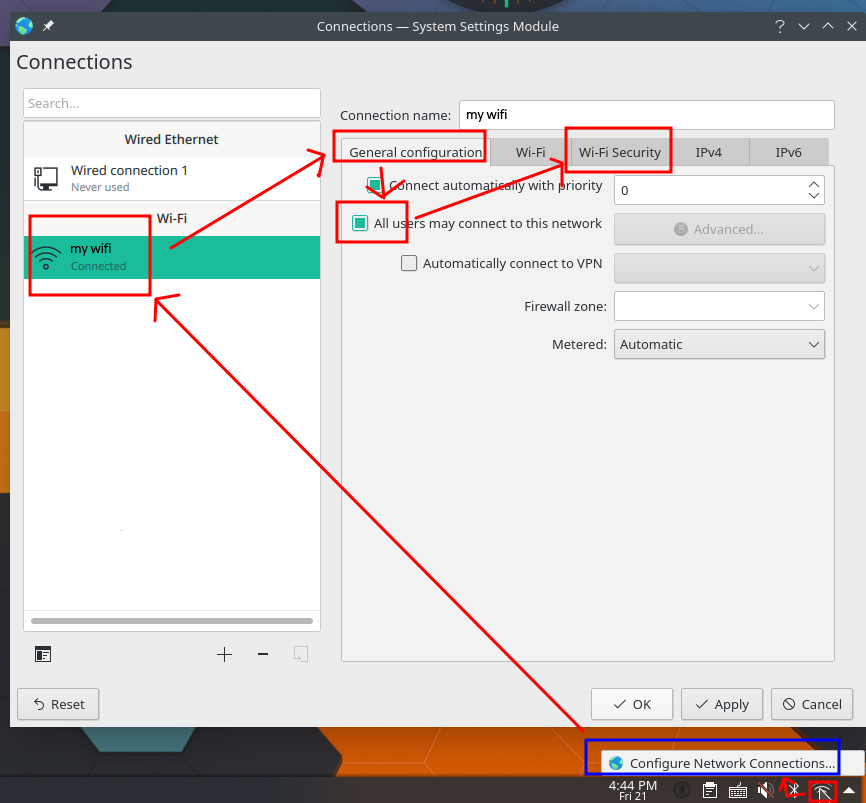 Connections — System Settings Module
Connections
Search...
Connection name: my wifi
Wired Ethernet
Wired connection 1
Never used
Wi-Fi
my wifi
Connected
General configuration Wi-Fi Wi-Fi Security IPv4 IPv6
Connect automatically with priority 0
All users may connect to this network Advanced...
Automatically connect to VPN
Firewall zone:
Metered: Automatic
Reset OK Apply Cancel
Configure Network Connections...
4:44 PM
Fri 21